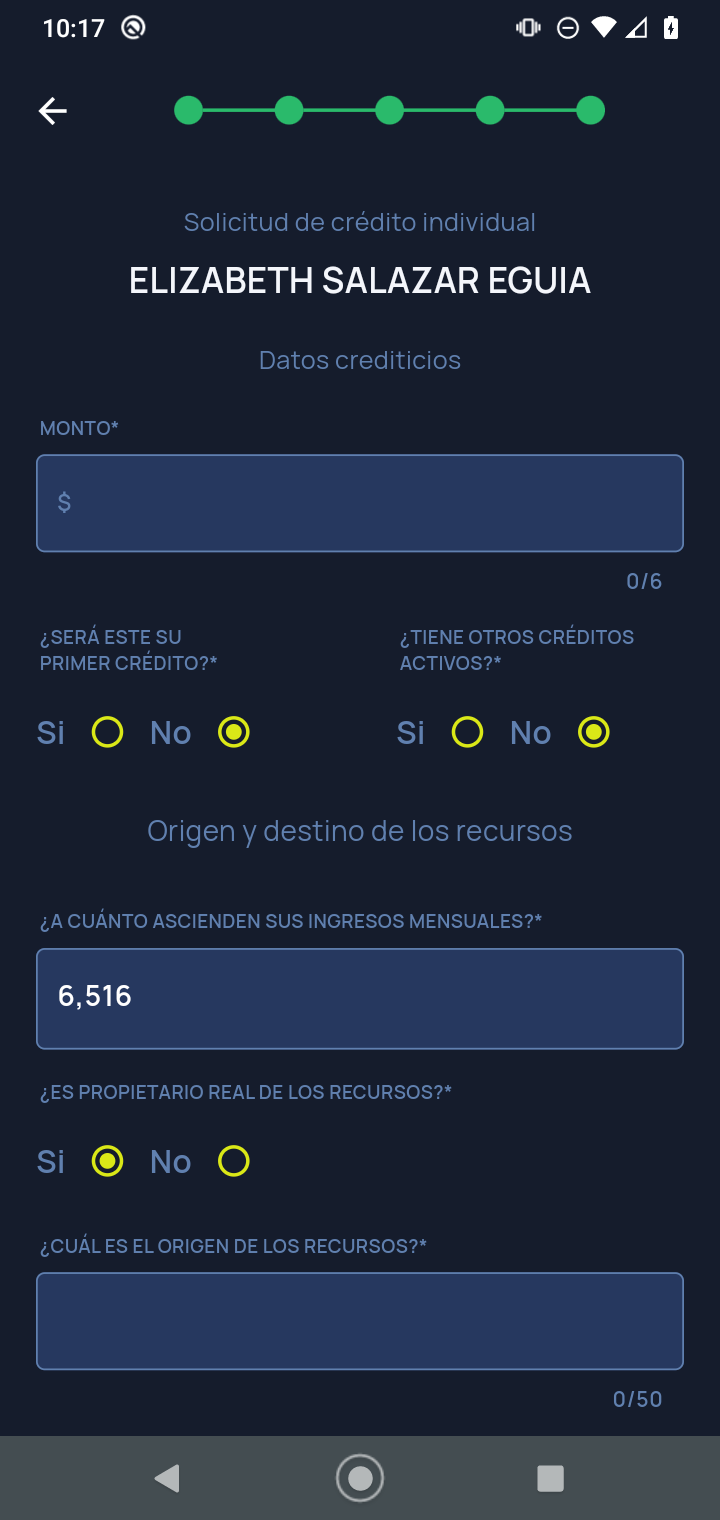 10:17
Solicitud de crédito individual
ELIZABETH SALAZAR EGUIA
Datos crediticios
MONTO*
$
0/6
¿SERÁ ESTE SU
PRIMER CRÉDITO?*
Si No
¿TIENE OTROS CRÉDITOS
ACTIVOS?*
Si No
Origen y destino de los recursos
¿A CUÁNTO ASCIENDEN SUS INGRESOS MENSUALES?*
6,516
¿ES PROPIETARIO REAL DE LOS RECURSOS?*
Si No
¿CUÁL ES EL ORIGEN DE LOS RECURSOS?*
0/50